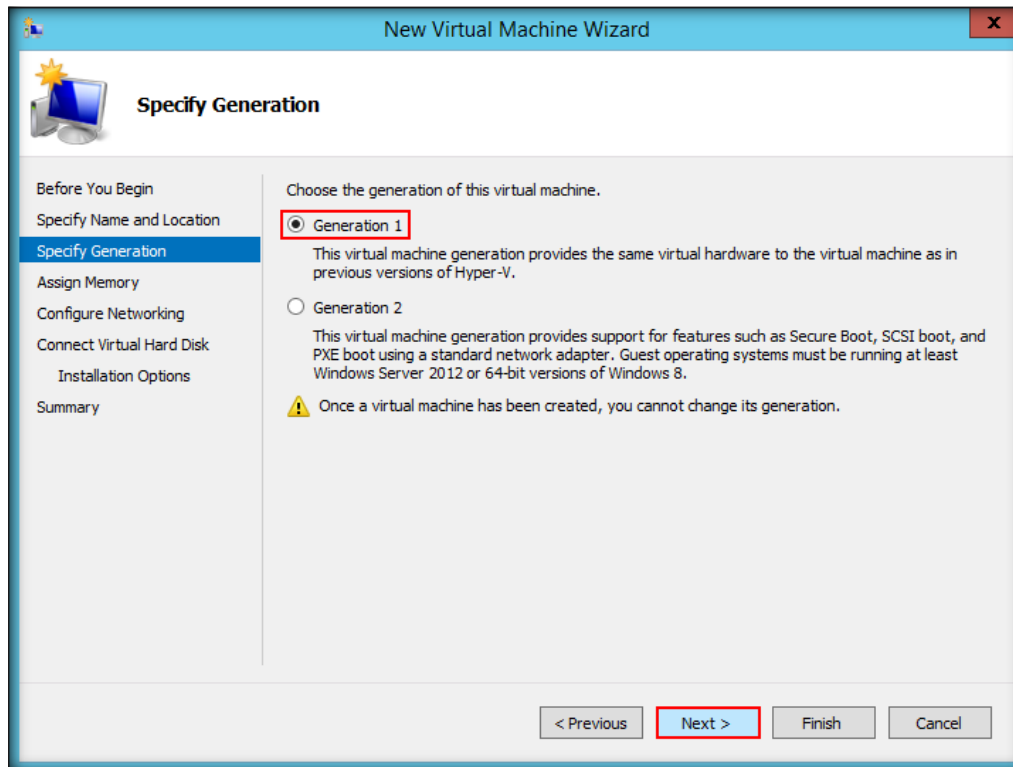 New Virtual Machine Wizard
x
Specify Generation
Before You Begin
Specify Name and Location
Specify Generation
Assign Memory
Configure Networking
Connect Virtual Hard Disk
Installation Options
Summary
Choose the generation of this virtual machine.
Generation 1
This virtual machine generation provides the same virtual hardware to the virtual machine as in
previous versions of Hyper-V.
Generation 2
This virtual machine generation provides support for features such as Secure Boot, SCSI boot, and
PXE boot using a standard network adapter. Guest operating systems must be running at least
Windows Server 2012 or 64-bit versions of Windows 8.
Once a virtual machine has been created, you cannot change its generation.
< Previous
Next >
Finish
Cancel